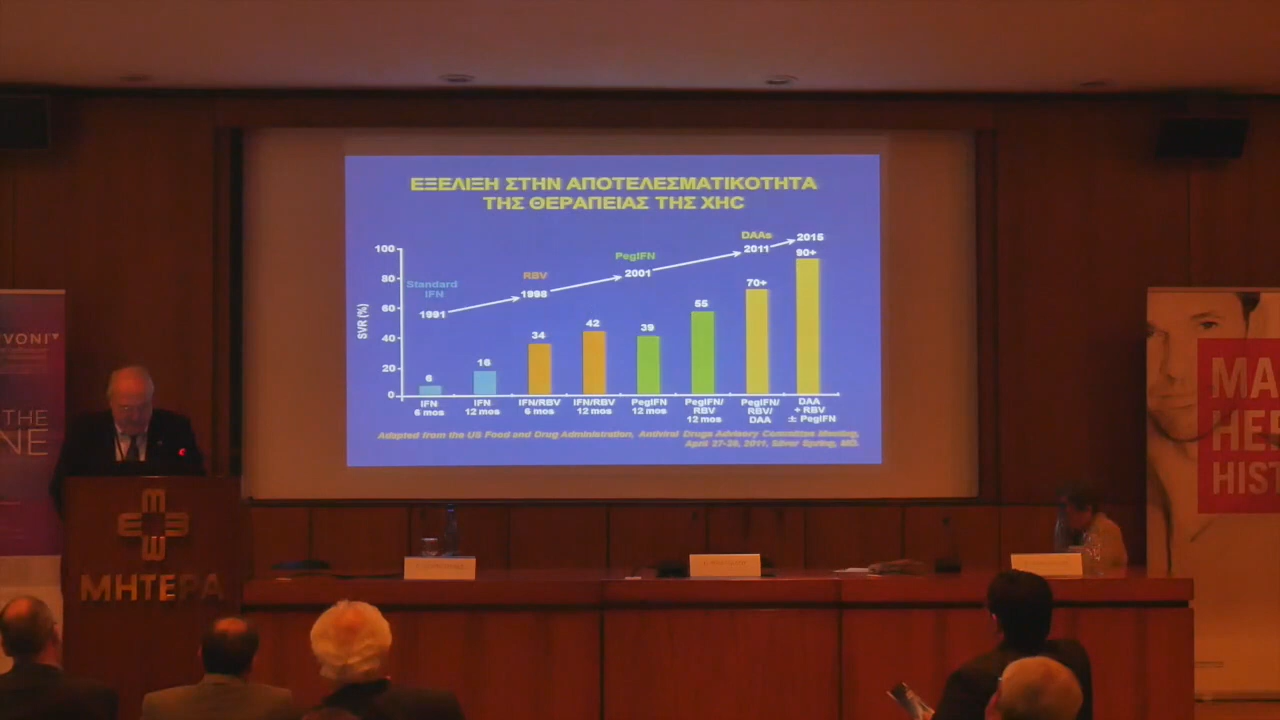 ΕΞΕΛΙΞΗ ΣΤΗΝ ΑΠΟΤΕΛΕΣΜΑΤΙΚΟΤΗΤΑ
ΤΗΣ ΘΕΡΑΠΕΙΑΣ ΤΗΣ ΧΗC
SVR (%)
100
80
60
40
20
0
Standard
IFN
1991
RBV
1998
PegIFN
2001
DAAs
2011
2015
6
16
34
42
39
55
70+
90+
IFN
6 mos
IFN
12 mos
IFN/RBV
6 mos
IFN/RBV
12 mos
PegIFN
12 mos
PegIFN/
RBV
12 mos
PegIFN/
RBV/
DAA
DAA
+ RBV
± PegIFN
Adapted from the US Food and Drug Administration, Antiviral Drugs Advisory Committee Meeting,
April 27-28, 2011, Silver Spring, MD.
VONI
THE
NE
ΜΗΤΕΡΑ
MA
HE
HIST